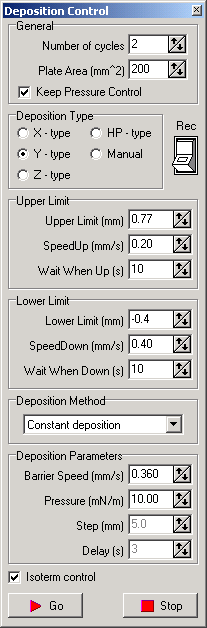 Deposition Control
General
Number of cycles 2
Plate Area (mm^2) 200
Keep Pressure Control
Deposition Type
X - type HP - type
Y - type Manual
Z - type
Rec
Upper Limit
Upper Limit (mm) 0.77
SpeedUp (mm/s) 0.20
Wait When Up (s) 10
Lower Limit
Lower Limit (mm) -0.4
SpeedDown (mm/s) 0.40
Wait When Down (s) 10
Deposition Method
Constant deposition
Deposition Parameters
Barrier Speed (mm/s) 0.360
Pressure (mN/m) 10.00
Step (mm) 5.0
Delay (s) 3
Isoterm control
Go Stop